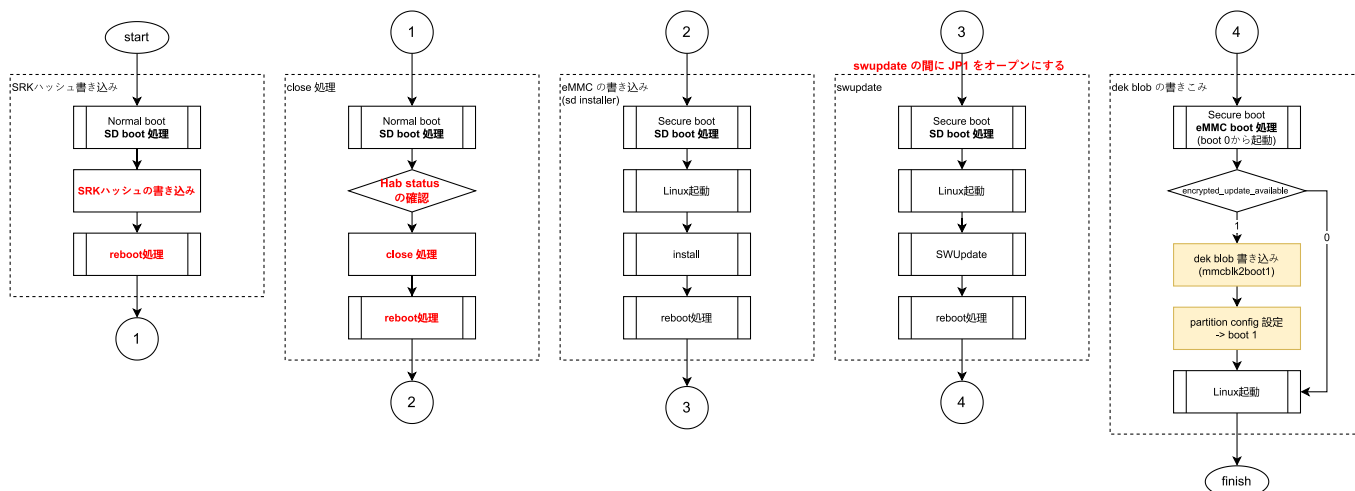 start
SRKハッシュ書き込み
Normal boot
SD boot 処理
SRKハッシュの書き込み
reboot処理
1
1
close 処理
Normal boot
SD boot 処理
Hab status
の確認
close 処理
reboot処理
2
2
eMMC の書き込み
(sd installer)
Secure boot
SD boot 処理
Linux起動
install
reboot処理
3
3
swupdate の間に JP1 をオープンにする
swupdate
Secure boot
SD boot 処理
Linux起動
SWUpdate
reboot処理
4
4
dek blob の書きこみ
Secure boot
eMMC boot 処理
(boot 0から起動)
encrypted_update_available
1
0
dek blob 書き込み
(mmcblk2boot1)
partition config 設定
-> boot 1
Linux起動
finish